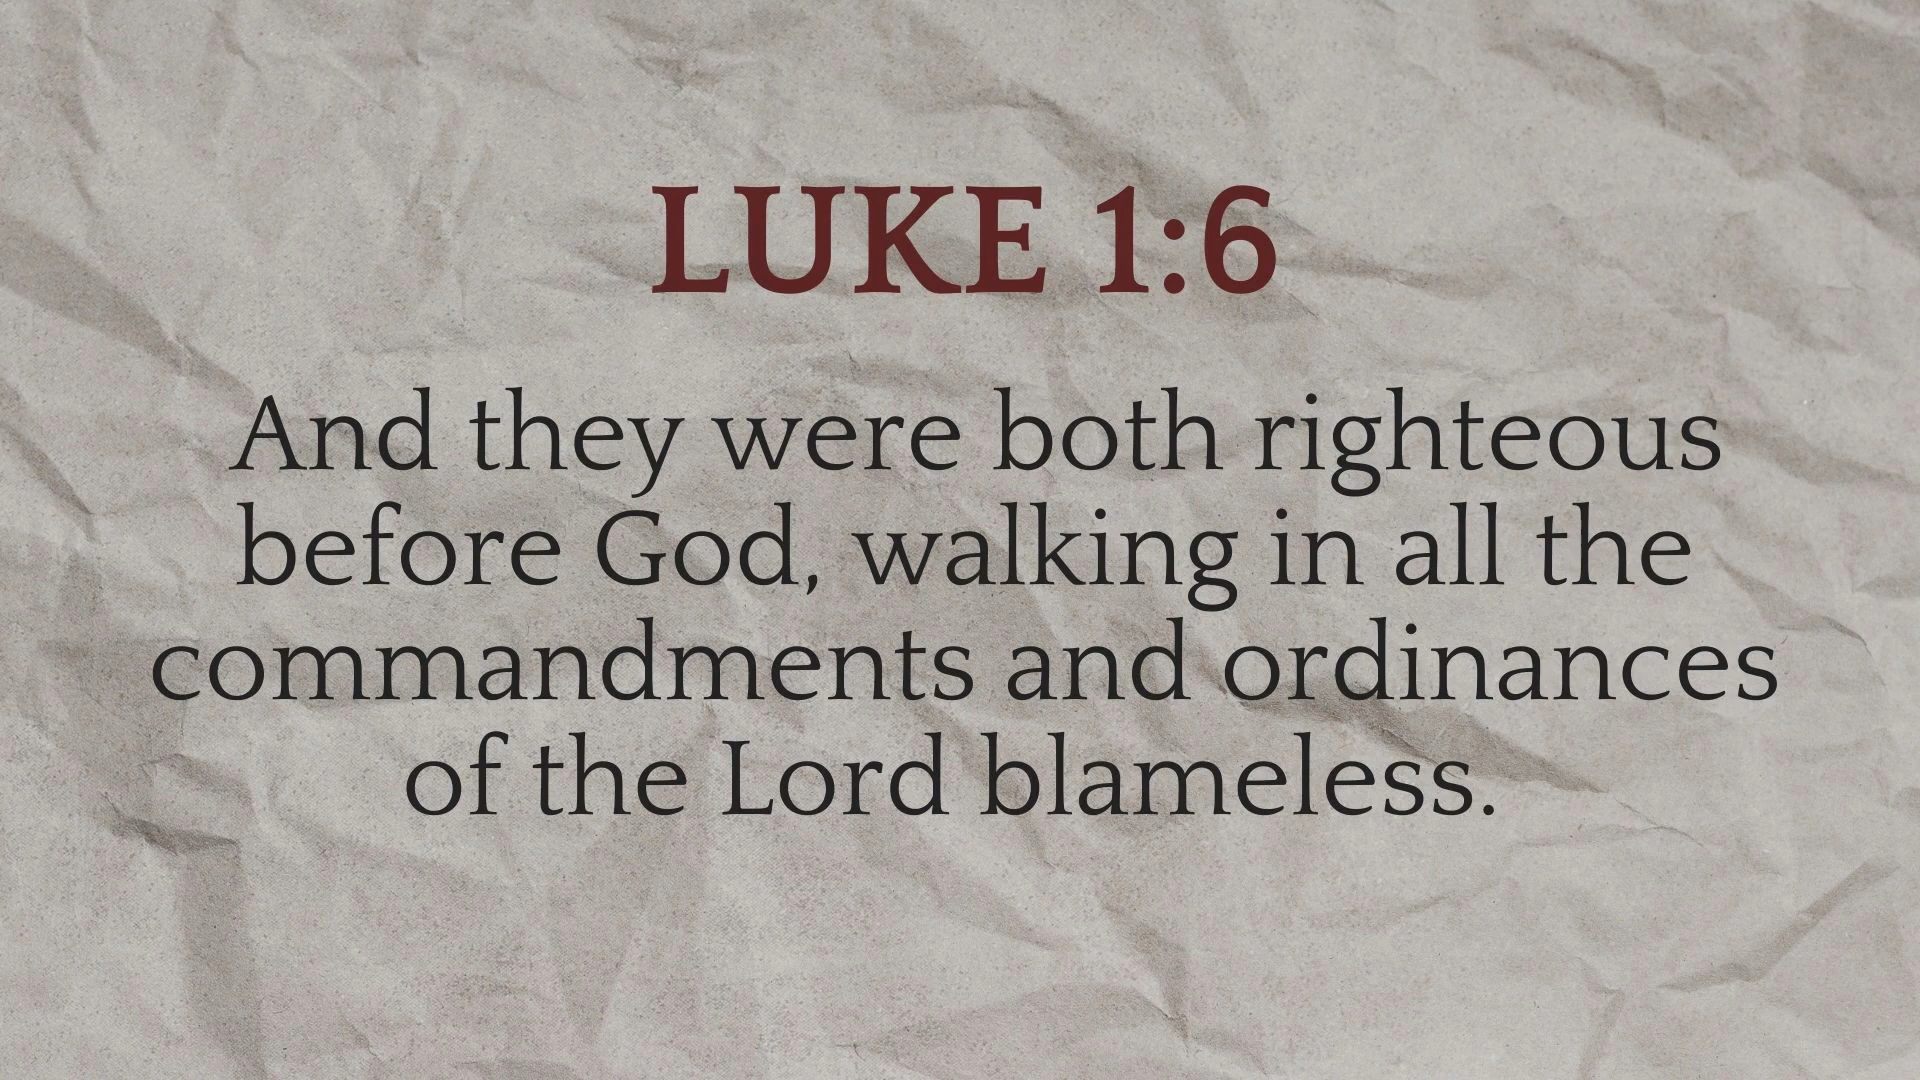 LUKE 1:6
And they were both righteous
before God, walking in all the
commandments and ordinances
of the Lord blameless.